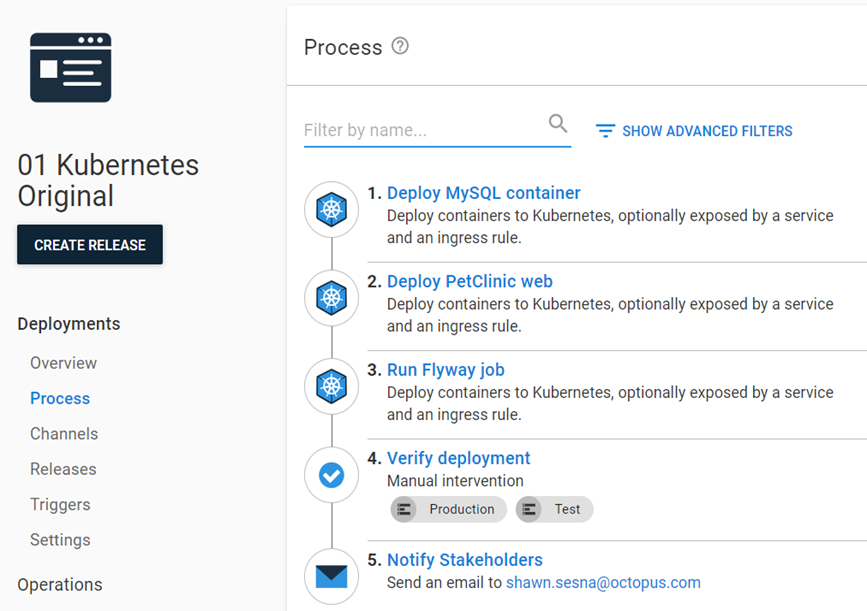 01 Kubernetes
Original
CREATE RELEASE
Deployments
Overview
Process
Channels
Releases
Triggers
Settings
Operations
Process ?
Filter by name...
SHOW ADVANCED FILTERS
1. Deploy MySQL container
Deploy containers to Kubernetes, optionally exposed by a service
and an ingress rule.
2. Deploy PetClinic web
Deploy containers to Kubernetes, optionally exposed by a service
and an ingress rule.
3. Run Flyway job
Deploy containers to Kubernetes, optionally exposed by a service
and an ingress rule.
4. Verify deployment
Manual intervention
Production Test
5. Notify Stakeholders
Send an email to shawn.sesna@octopus.com